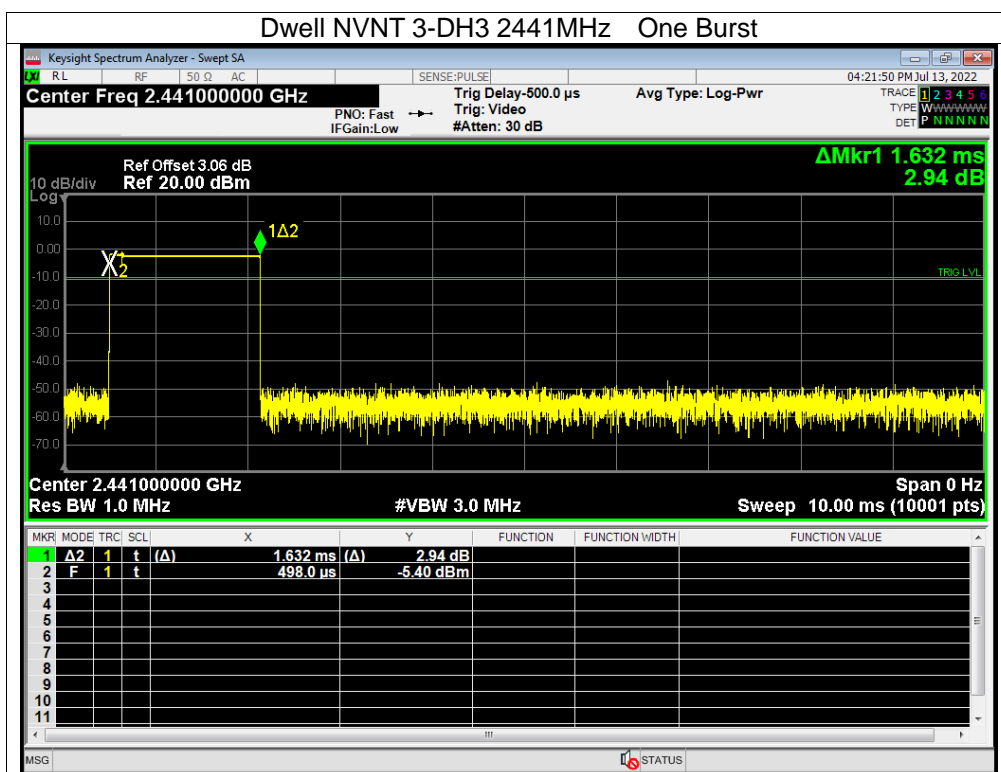 Dwell NVNT 3-DH3 2441MHz One Burst
Keysight Spectrum Analyzer - Swept SA
LXI RL RF 50 Ω AC SENSE:PULSE 04:21:50 PM Jul 13, 2022
Center Freq 2.441000000 GHz
PNO: Fast
IFGain:Low
Trig Delay-500.0 µs
Trig: Video
#Atten: 30 dB
Avg Type: Log-Pwr
TRACE 1 2 3 4 5 6
TYPE WWWWWW
DET P N N N N N
ΔMkr1 1.632 ms
2.94 dB
Ref Offset 3.06 dB
10 dB/div Ref 20.00 dBm
Log
10.0
0.00
-10.0
-20.0
-30.0
-40.0
-50.0
-60.0
-70.0
1Δ2
X2
TRIG LVL
Center 2.441000000 GHz Span 0 Hz
Res BW 1.0 MHz #VBW 3.0 MHz Sweep 10.00 ms (10001 pts)
MKR MODE TRC SCL X Y FUNCTION FUNCTION WIDTH FUNCTION VALUE
1 Δ2 1 t (Δ) 1.632 ms (Δ) 2.94 dB
2 F 1 t 498.0 µs -5.40 dBm
3
4
5
6
7
8
9
10
11
MSG STATUS